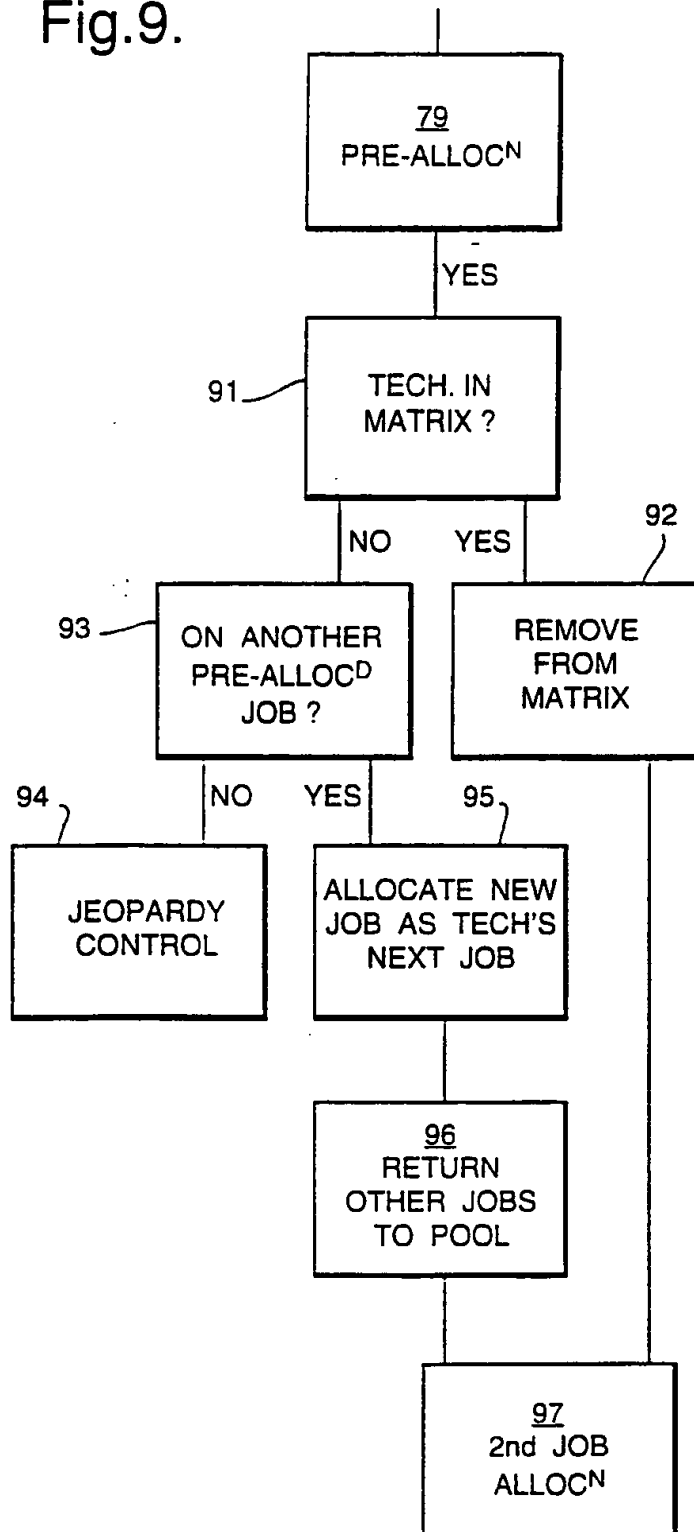 Fig.9.
79
PRE-ALLOCᴺ
YES
91
TECH. IN
MATRIX ?
NO
YES
92
93
ON ANOTHER
PRE-ALLOCᴰ
JOB ?
REMOVE
FROM
MATRIX
94
NO
YES
95
JEOPARDY
CONTROL
ALLOCATE NEW
JOB AS TECH'S
NEXT JOB
96
RETURN
OTHER JOBS
TO POOL
97
2nd JOB
ALLOCᴺ